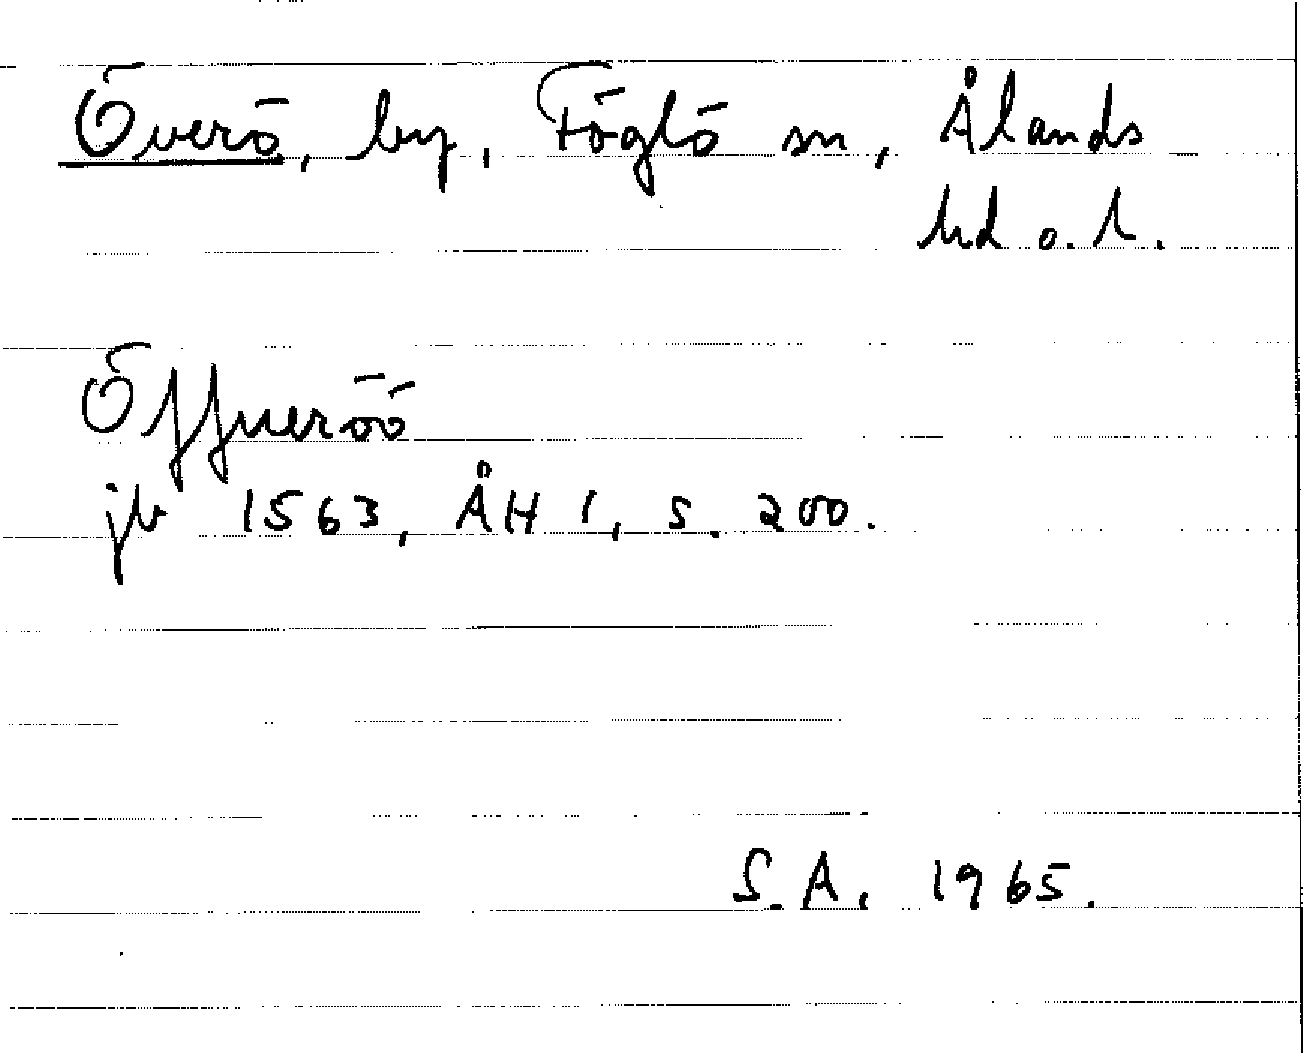 Överö, by, Föglö sn, Ålands
hd o. l.
Öffueröö
jb 1563, ÅH 1, s. 200.
S.A. 1965.